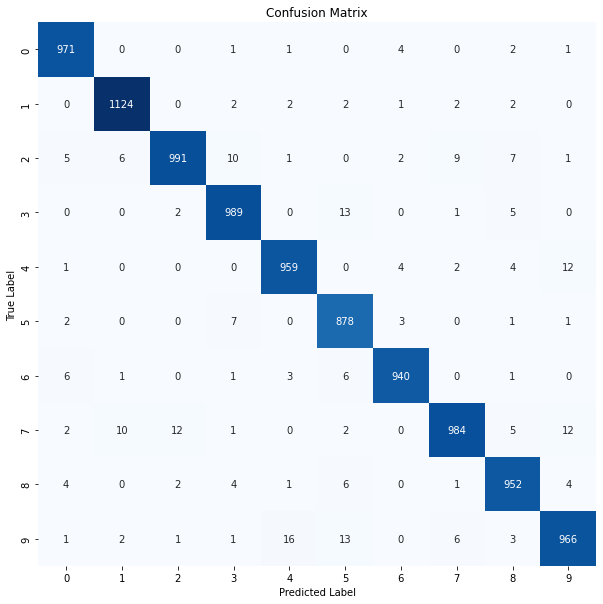 Confusion Matrix
True Label
0 971 0 0 1 1 0 4 0 2 1
1 0 1124 0 2 2 2 1 2 2 0
2 5 6 991 10 1 0 2 9 7 1
3 0 0 2 989 0 13 0 1 5 0
4 1 0 0 0 959 0 4 2 4 12
5 2 0 0 7 0 878 3 0 1 1
6 6 1 0 1 3 6 940 0 1 0
7 2 10 12 1 0 2 0 984 5 12
8 4 0 2 4 1 6 0 1 952 4
9 1 2 1 1 16 13 0 6 3 966
0 1 2 3 4 5 6 7 8 9
Predicted Label